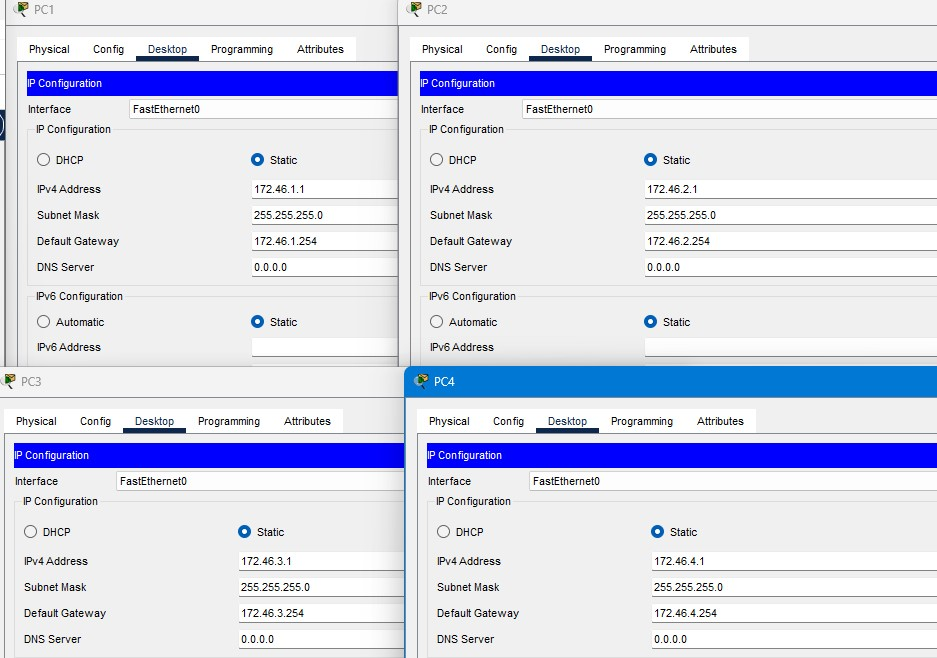 PC1
Physical Config Desktop Programming Attributes
IP Configuration
Interface FastEthernet0
IP Configuration
DHCP Static
IPv4 Address 172.46.1.1
Subnet Mask 255.255.255.0
Default Gateway 172.46.1.254
DNS Server 0.0.0.0
IPv6 Configuration
Automatic Static
IPv6 Address
PC2
Physical Config Desktop Programming Attributes
IP Configuration
Interface FastEthernet0
IP Configuration
DHCP Static
IPv4 Address 172.46.2.1
Subnet Mask 255.255.255.0
Default Gateway 172.46.2.254
DNS Server 0.0.0.0
IPv6 Configuration
Automatic Static
IPv6 Address
PC3
Physical Config Desktop Programming Attributes
IP Configuration
Interface FastEthernet0
IP Configuration
DHCP Static
IPv4 Address 172.46.3.1
Subnet Mask 255.255.255.0
Default Gateway 172.46.3.254
DNS Server 0.0.0.0
PC4
Physical Config Desktop Programming Attributes
IP Configuration
Interface FastEthernet0
IP Configuration
DHCP Static
IPv4 Address 172.46.4.1
Subnet Mask 255.255.255.0
Default Gateway 172.46.4.254
DNS Server 0.0.0.0